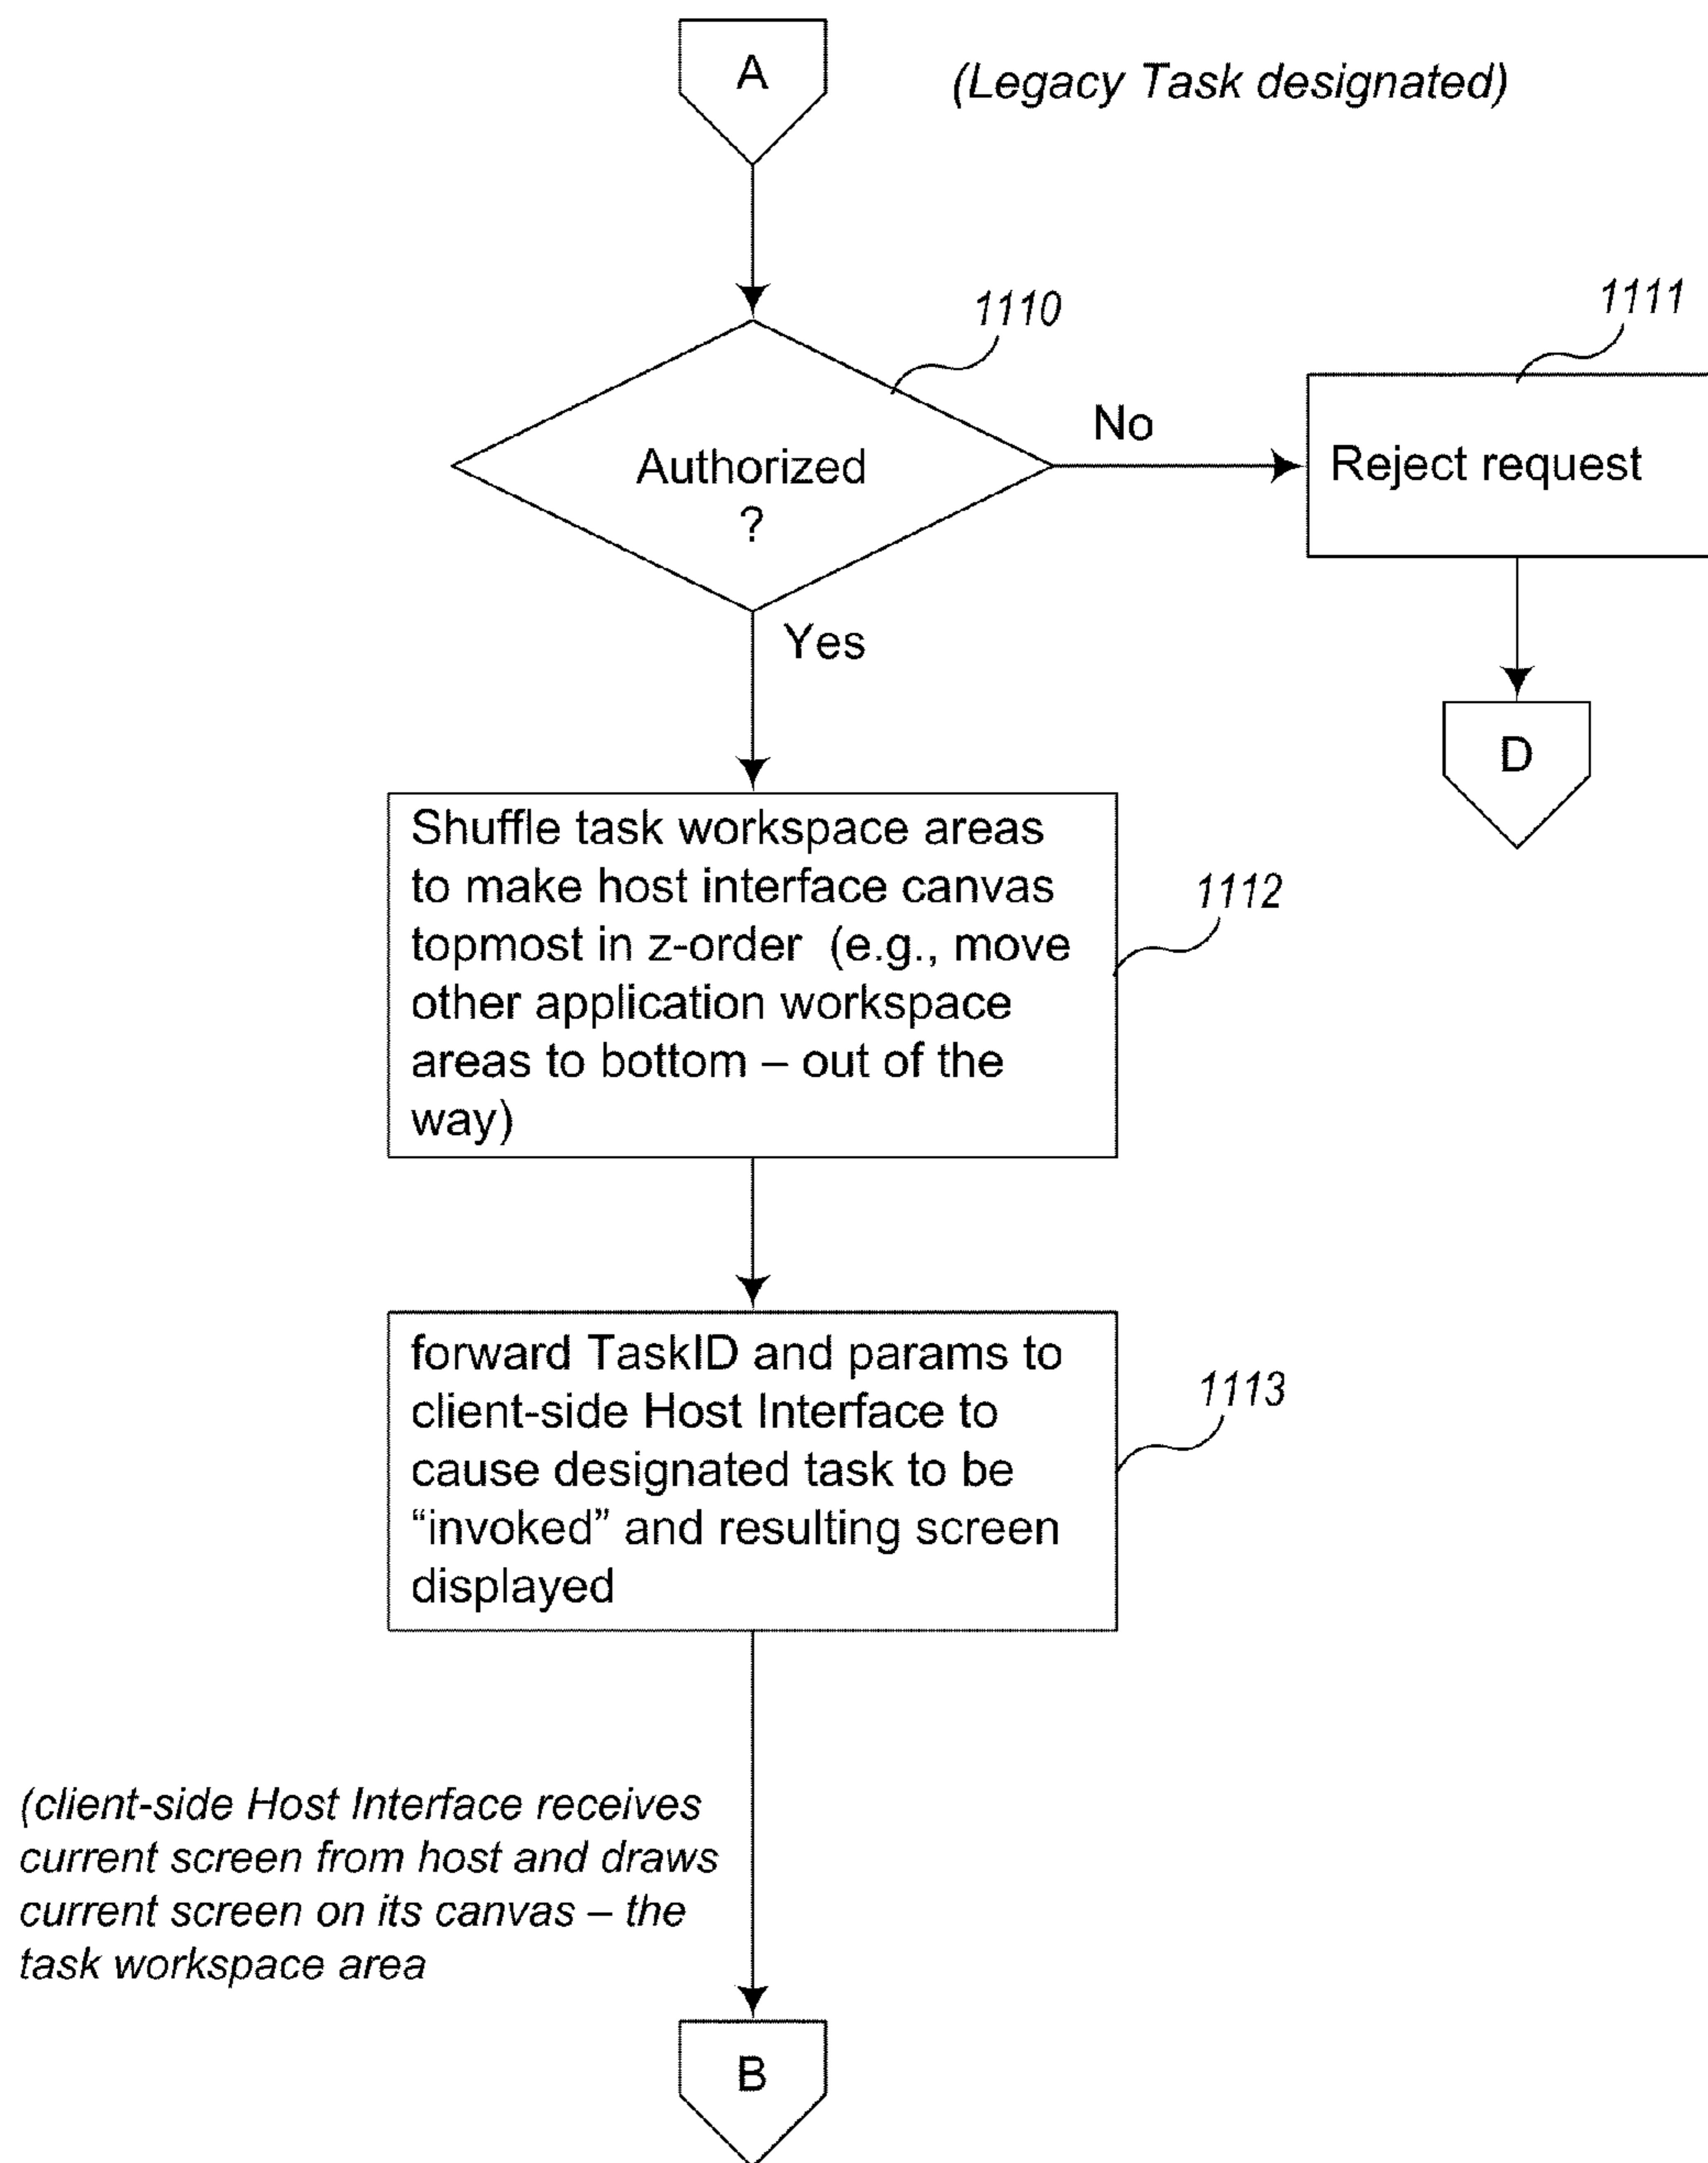 A
(Legacy Task designated)
1110
1111
No
Authorized
?
Reject request
Yes
D
Shuffle task workspace areas
to make host interface canvas
topmost in z-order (e.g., move
other application workspace
areas to bottom – out of the
way)
1112
forward TaskID and params to
client-side Host Interface to
cause designated task to be
“invoked” and resulting screen
displayed
1113
(client-side Host Interface receives
current screen from host and draws
current screen on its canvas – the
task workspace area
B